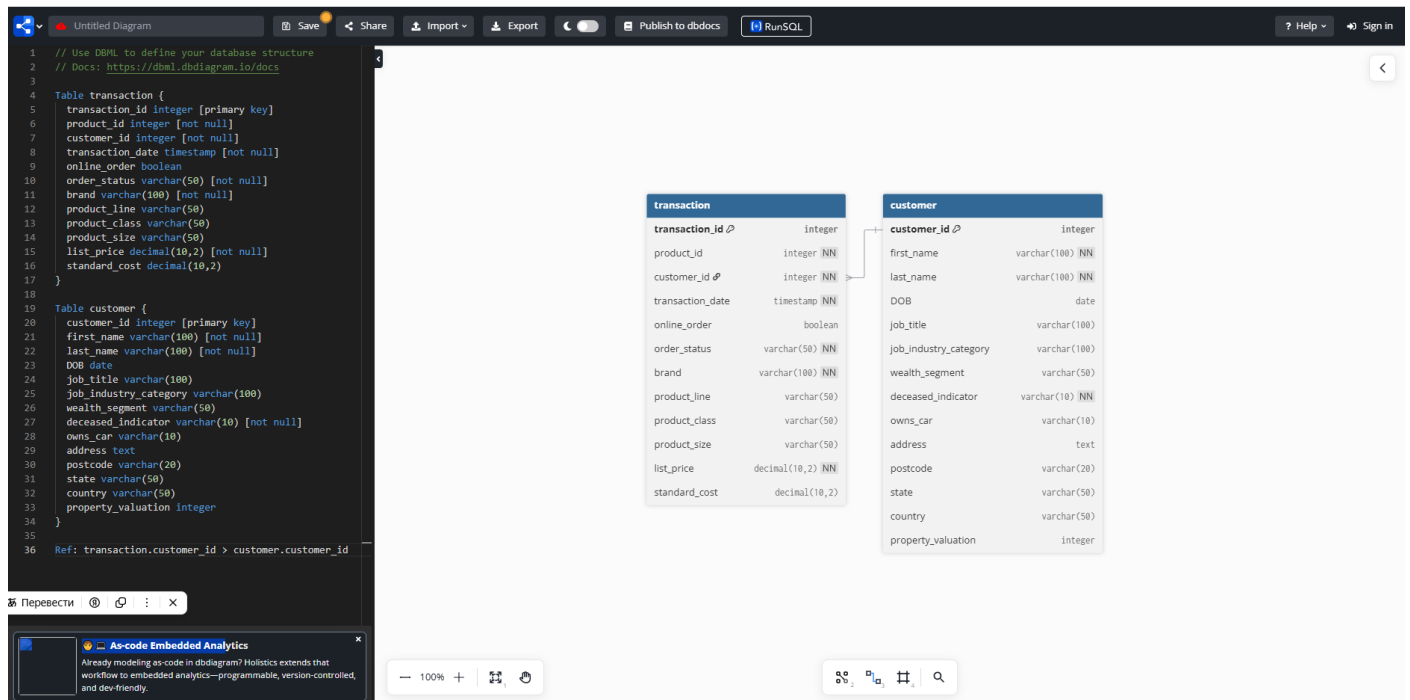 Untitled Diagram Save Share Import Export Publish to dbdocs RunSQL ? Help Sign in
1 // Use DBML to define your database structure
2 // Docs: https://dbml.dbdiagram.io/docs
3
4 Table transaction {
5 transaction_id integer [primary key]
6 product_id integer [not null]
7 customer_id integer [not null]
8 transaction_date timestamp [not null]
9 online_order boolean
10 order_status varchar(50) [not null]
11 brand varchar(100) [not null]
12 product_line varchar(50)
13 product_class varchar(50)
14 product_size varchar(50)
15 list_price decimal(10,2) [not null]
16 standard_cost decimal(10,2)
17 }
18
19 Table customer {
20 customer_id integer [primary key]
21 first_name varchar(100) [not null]
22 last_name varchar(100) [not null]
23 DOB date
24 job_title varchar(100)
25 job_industry_category varchar(100)
26 wealth_segment varchar(50)
27 deceased_indicator varchar(10) [not null]
28 owns_car varchar(10)
29 address text
30 postcode varchar(20)
31 state varchar(50)
32 country varchar(50)
33 property_valuation integer
34 }
35
36 Ref: transaction.customer_id > customer.customer_id
Перевести
As-code Embedded Analytics
Already modeling as-code in dbdiagram? Holistics extends that
workflow to embedded analytics—programmable, version-controlled,
and dev-friendly.
transaction
transaction_id integer
product_id integer NN
customer_id integer NN
transaction_date timestamp NN
online_order boolean
order_status varchar(50) NN
brand varchar(100) NN
product_line varchar(50)
product_class varchar(50)
product_size varchar(50)
list_price decimal(10,2) NN
standard_cost decimal(10,2)
customer
customer_id integer
first_name varchar(100) NN
last_name varchar(100) NN
DOB date
job_title varchar(100)
job_industry_category varchar(100)
wealth_segment varchar(50)
deceased_indicator varchar(10) NN
owns_car varchar(10)
address text
postcode varchar(20)
state varchar(50)
country varchar(50)
property_valuation integer
100% 1 2 3 4